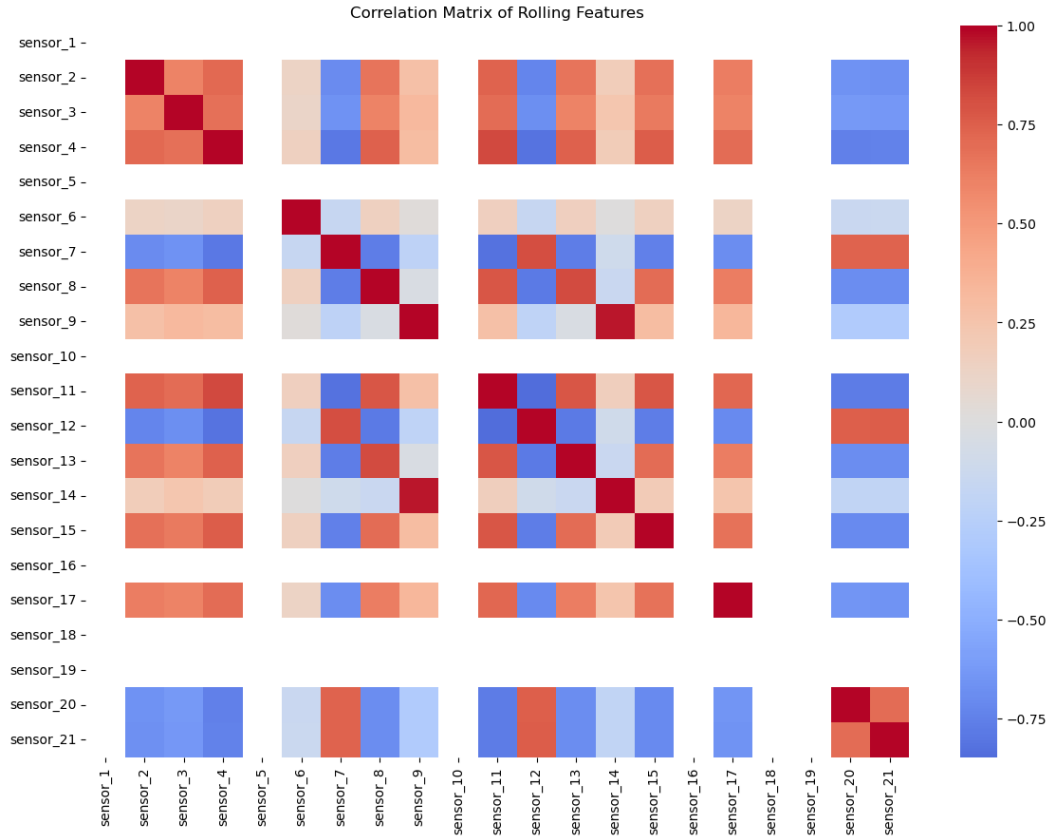 Correlation Matrix of Rolling Features
sensor_1
sensor_2
sensor_3
sensor_4
sensor_5
sensor_6
sensor_7
sensor_8
sensor_9
sensor_10
sensor_11
sensor_12
sensor_13
sensor_14
sensor_15
sensor_16
sensor_17
sensor_18
sensor_19
sensor_20
sensor_21
sensor_1
sensor_2
sensor_3
sensor_4
sensor_5
sensor_6
sensor_7
sensor_8
sensor_9
sensor_10
sensor_11
sensor_12
sensor_13
sensor_14
sensor_15
sensor_16
sensor_17
sensor_18
sensor_19
sensor_20
sensor_21
1.00
0.75
0.50
0.25
0.00
−0.25
−0.50
−0.75